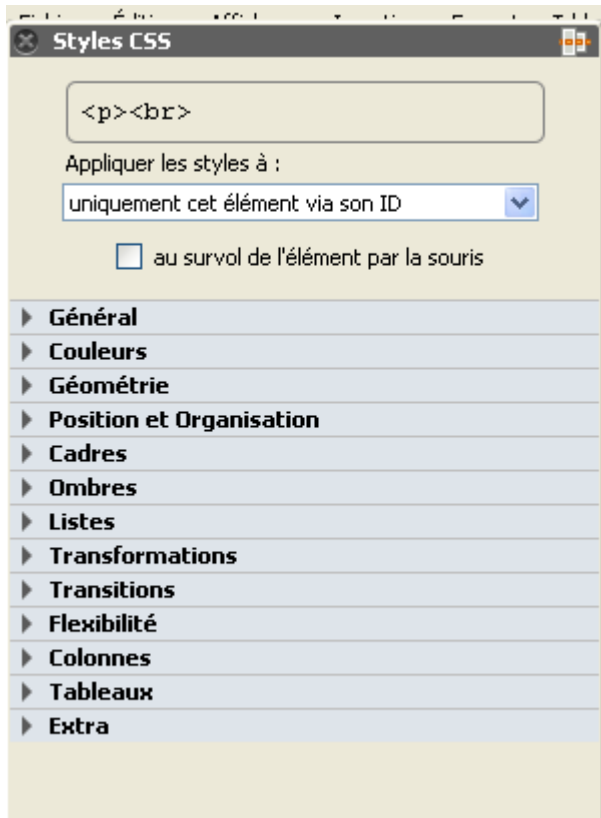 Styles CSS
<p><br>
Appliquer les styles à :
uniquement cet élément via son ID
au survol de l'élément par la souris
Général
Couleurs
Géométrie
Position et Organisation
Cadres
Ombres
Listes
Transformations
Transitions
Flexibilité
Colonnes
Tableaux
Extra